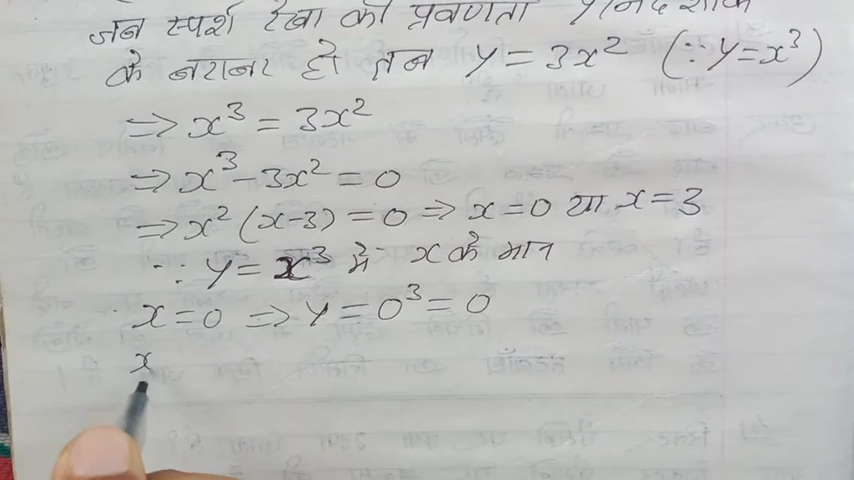 जब स्पर्श रेखा की प्रवणता y निर्देशांक
के बराबर हो तब y = 3x² (∵ y = x³)
⇒ x³ = 3x²
⇒ x³ - 3x² = 0
⇒ x² (x-3) = 0 ⇒ x = 0 या x = 3
∵ y = x³ में x के मान
x = 0 ⇒ y = 0³ = 0
x